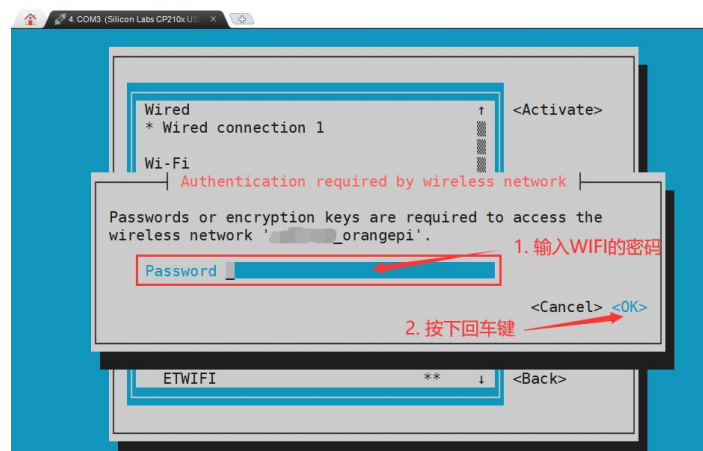 4. COM3 (Silicon Labs CP210x US
Wired ↑ <Activate>
* Wired connection 1
Wi-Fi
Authentication required by wireless network
Passwords or encryption keys are required to access the
wireless network '_orangepi'.
1. 输入WIFI的密码
Password _
<Cancel> <OK>
2. 按下回车键
ETWIFI ** ↓ <Back>